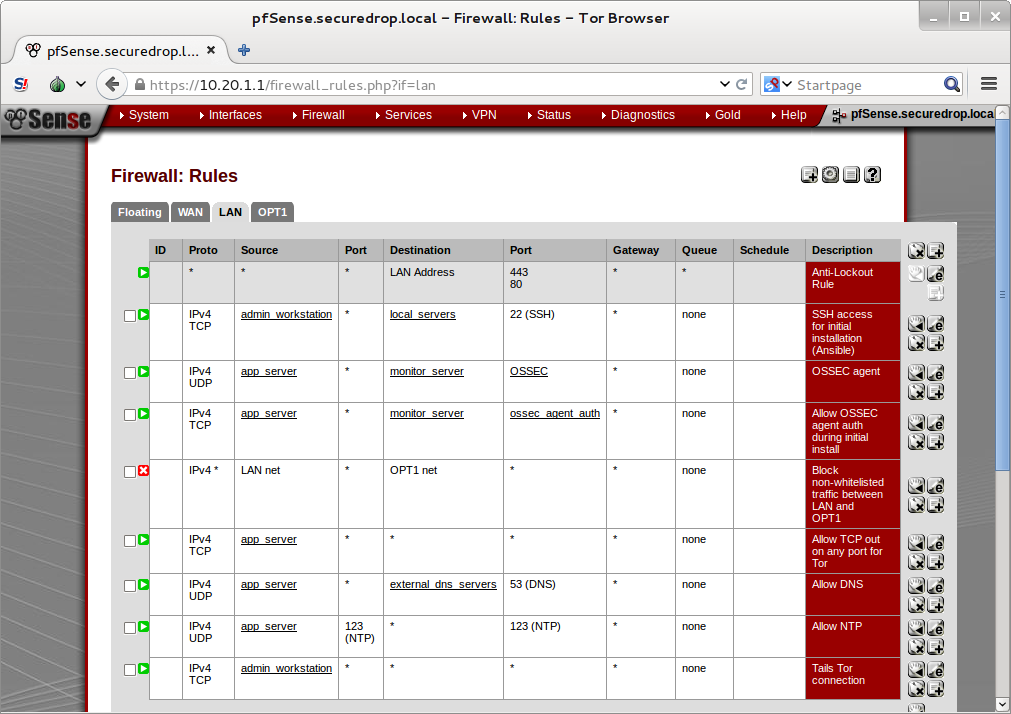 pfSense.securedrop.local – Firewall: Rules – Tor Browser
pfSense.securedrop.l...
https://10.20.1.1/firewall_rules.php?if=lan
Startpage
Sense
System Interfaces Firewall Services VPN Status Diagnostics Gold Help pfSense.securedrop.loca
Firewall: Rules
Floating WAN LAN OPT1
ID Proto Source Port Destination Port Gateway Queue Schedule Description
* * * LAN Address 443 * * Anti-Lockout
80 Rule
IPv4 admin_workstation * local_servers 22 (SSH) * none SSH access
TCP for initial
installation
(Ansible)
IPv4 app_server * monitor_server OSSEC * none OSSEC agent
UDP
IPv4 app_server * monitor_server ossec_agent_auth * none Allow OSSEC
TCP agent auth
during initial
install
IPv4 * LAN net * OPT1 net * * none Block
non-whitelisted
traffic between
LAN and
OPT1
IPv4 app_server * * * * none Allow TCP out
TCP on any port for
Tor
IPv4 app_server * external_dns_servers 53 (DNS) * none Allow DNS
UDP
IPv4 app_server 123 * 123 (NTP) * none Allow NTP
UDP (NTP)
IPv4 admin_workstation * * * * none Tails Tor
TCP connection